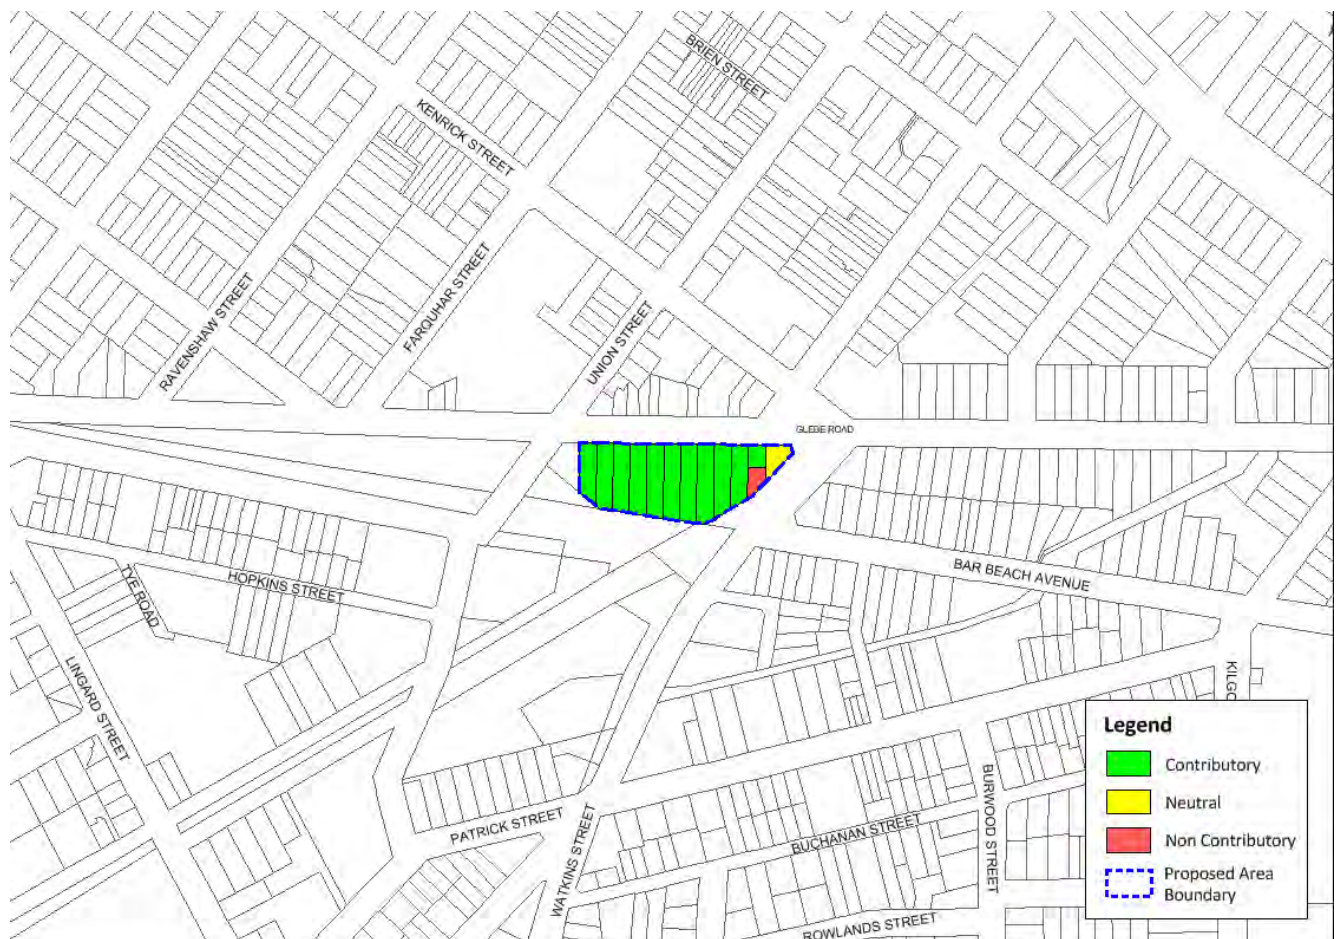 BRIEN STREET
KENRICK STREET
FARQUHAR STREET
RAVENSHAW STREET
UNION STREET
GLEBE ROAD
BAR BEACH AVENUE
HOPKINS STREET
TYE ROAD
LINGARD STREET
KILGO
Legend
Contributory
Neutral
Non Contributory
Proposed Area
Boundary
BURWOOD STREET
PATRICK STREET
BUCHANAN STREET
WATKINS STREET
ROWLANDS STREET